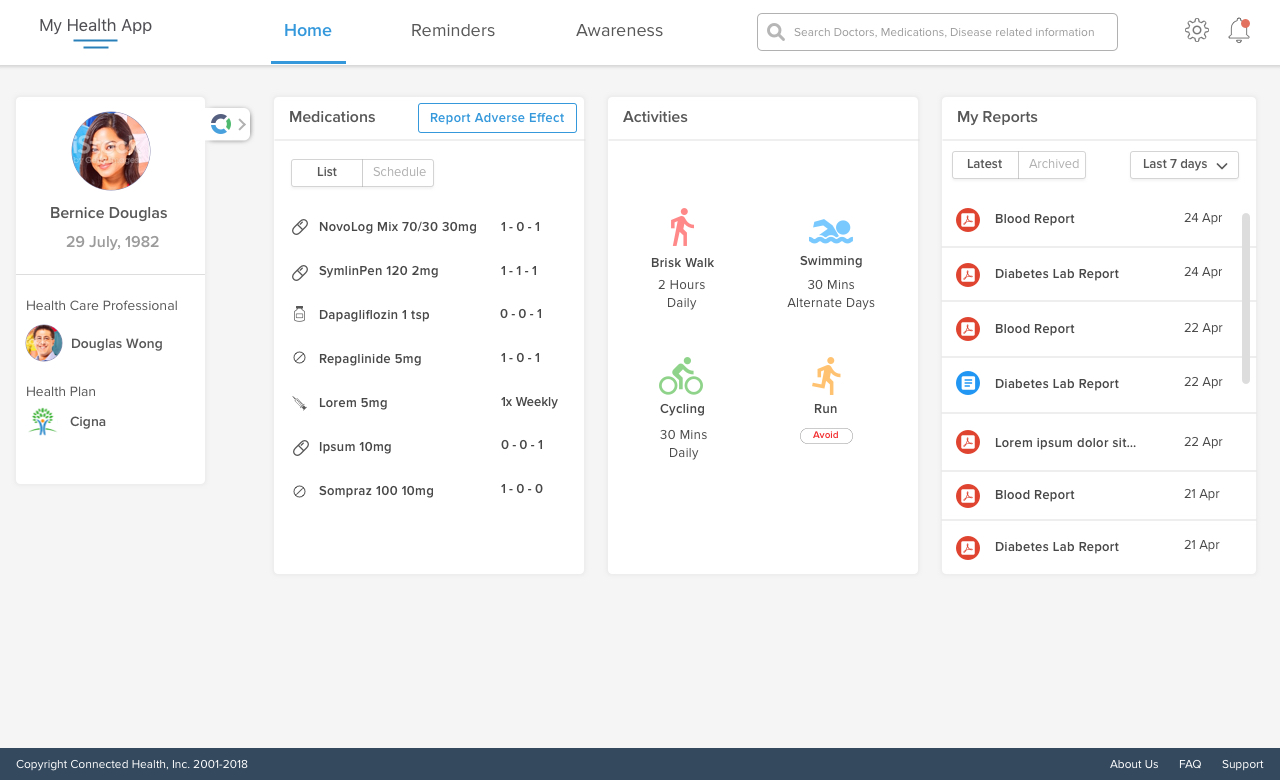 My Health App
Home
Reminders
Awareness
Search Doctors, Medications, Disease related information
Bernice Douglas
29 July, 1982
Health Care Professional
Douglas Wong
Health Plan
Cigna
Medications
Report Adverse Effect
List
Schedule
NovoLog Mix 70/30 30mg 1 - 0 - 1
SymlinPen 120 2mg 1 - 1 - 1
Dapagliflozin 1 tsp 0 - 0 - 1
Repaglinide 5mg 1 - 0 - 1
Lorem 5mg 1x Weekly
Ipsum 10mg 0 - 0 - 1
Sompraz 100 10mg 1 - 0 - 0
Activities
Brisk Walk
2 Hours
Daily
Swimming
30 Mins
Alternate Days
Cycling
30 Mins
Daily
Run
Avoid
My Reports
Latest
Archived
Last 7 days
Blood Report 24 Apr
Diabetes Lab Report 24 Apr
Blood Report 22 Apr
Diabetes Lab Report 22 Apr
Lorem ipsum dolor sit... 22 Apr
Blood Report 21 Apr
Diabetes Lab Report 21 Apr
Copyright Connected Health, Inc. 2001-2018
About Us
FAQ
Support